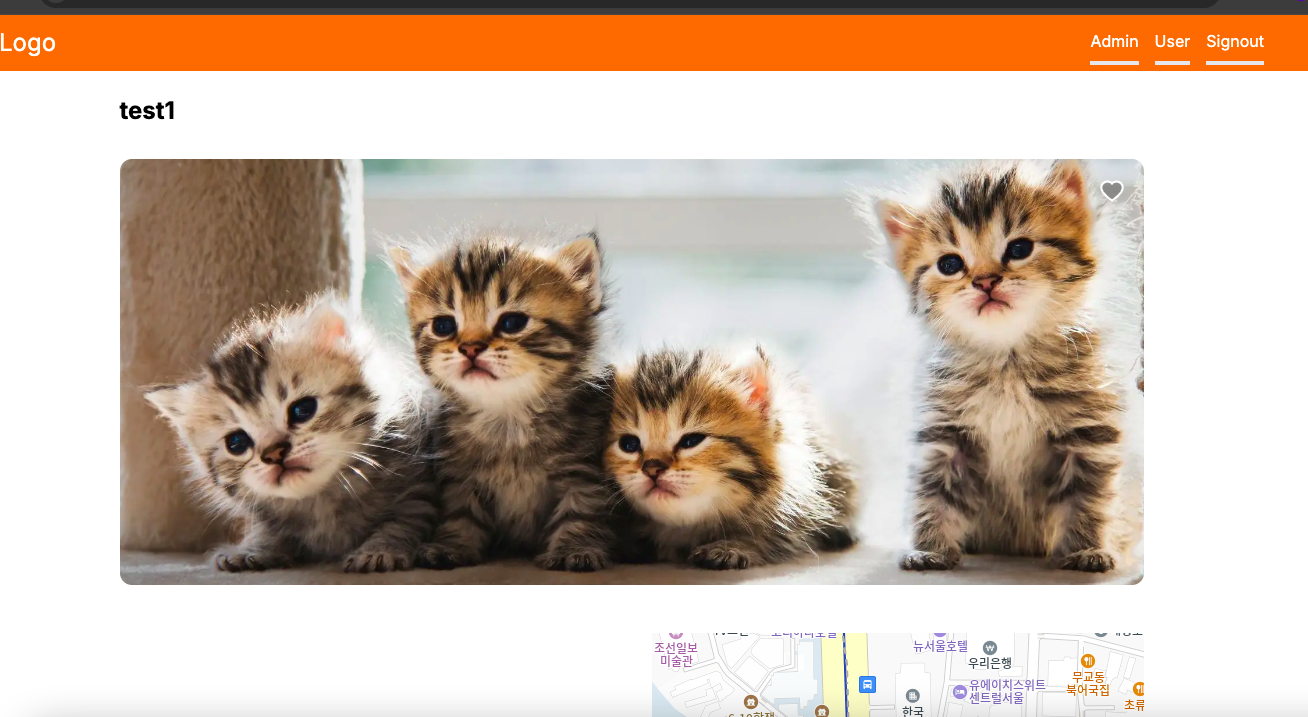 Logo
Admin User Signout
test1
조선일보
미술관
뉴서울호텔
우리은행
무교동
북어국집
유에이치스위트
센트럴서울
초류
한국